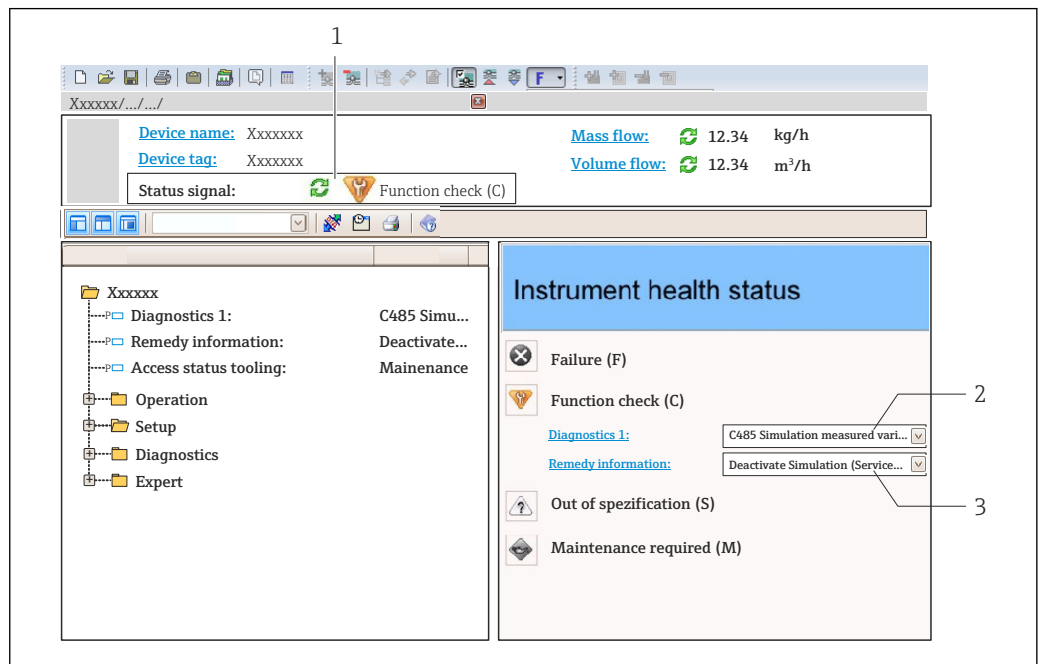 1
F
Xxxxxx/.../.../
Device name: Xxxxxxx
Mass flow: 12.34 kg/h
Device tag: Xxxxxxx
Volume flow: 12.34 m³/h
Status signal: Function check (C)
Xxxxxx
Diagnostics 1: C485 Simu...
Remedy information: Deactivate...
Access status tooling: Mainenance
Operation
Setup
Diagnostics
Expert
Instrument health status
Failure (F)
Function check (C)
2
Diagnostics 1: C485 Simulation measured vari...
Remedy information: Deactivate Simulation (Service...
Out of spezification (S)
3
Maintenance required (M)